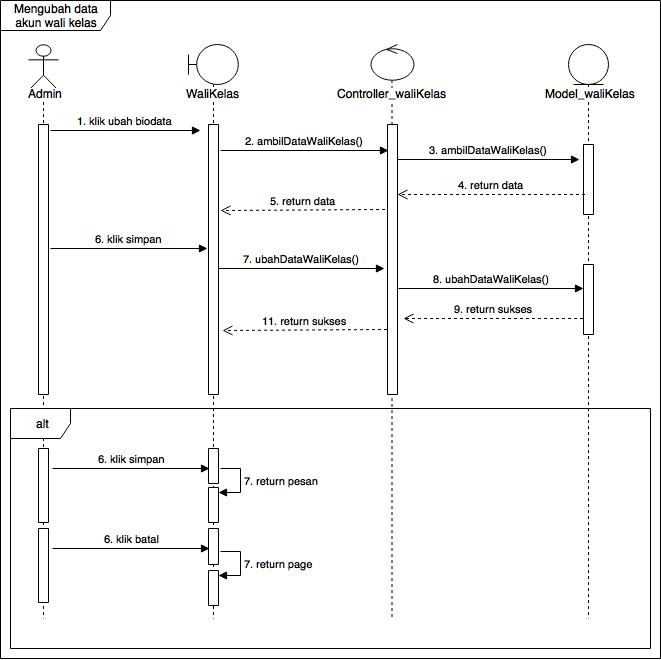 Mengubah data
akun wali kelas
Admin
WaliKelas
Controller_waliKelas
Model_waliKelas
1. klik ubah biodata
2. ambilDataWaliKelas()
3. ambilDataWaliKelas()
4. return data
5. return data
6. klik simpan
7. ubahDataWaliKelas()
8. ubahDataWaliKelas()
9. return sukses
11. return sukses
alt
6. klik simpan
7. return pesan
6. klik batal
7. return page